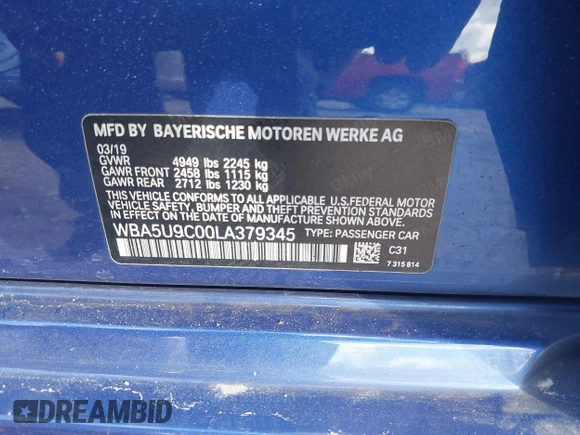 MFD BY BAYERISCHE MOTOREN WERKE AG
03/19
GVWR 4949 lbs 2245 kg
GAWR FRONT 2458 lbs 1115 kg
GAWR REAR 2712 lbs 1230 kg
THIS VEHICLE CONFORMS TO ALL APPLICABLE U.S.FEDERAL MOTOR
VEHICLE SAFETY, BUMPER AND THEFT PREVENTION STANDARDS
IN EFFECT ON THE DATE OF MANUFACTURE SHOWN ABOVE.
WBA5U9C00LA379345 TYPE: PASSENGER CAR
C31
7 315 814
DREAMBID